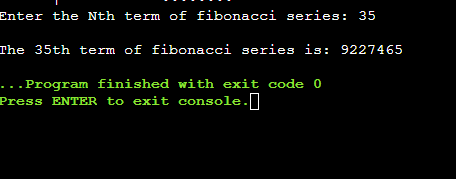 Enter the Nth term of fibonacci series: 35
The 35th term of fibonacci series is: 9227465
...Program finished with exit code 0
Press ENTER to exit console.